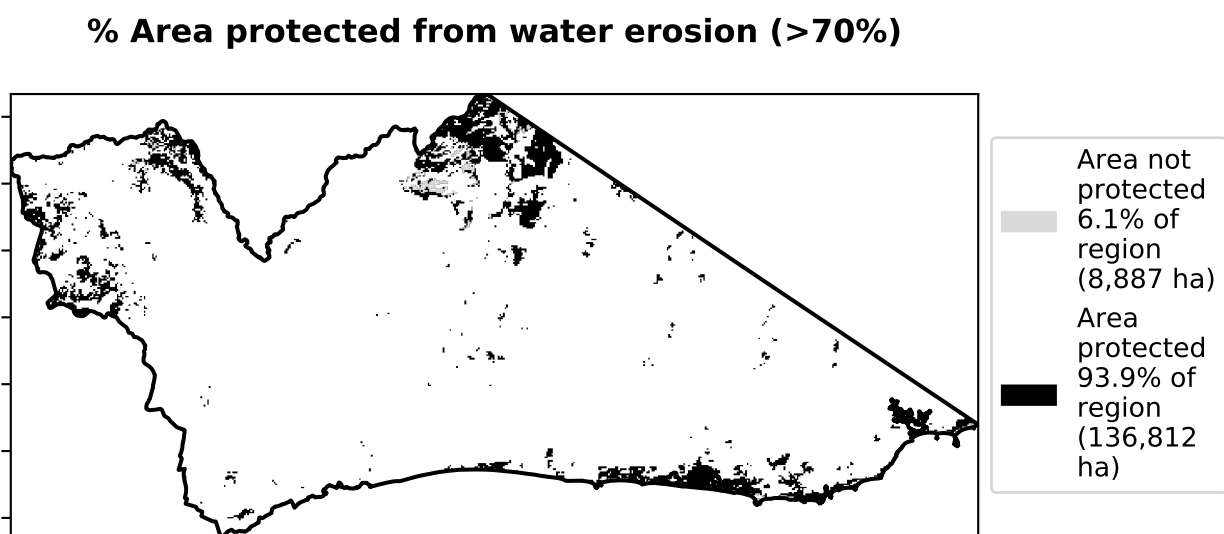 % Area protected from water erosion (>70%)
Area not
protected
6.1% of
region
(8,887 ha)
Area
protected
93.9% of
region
(136,812
ha)